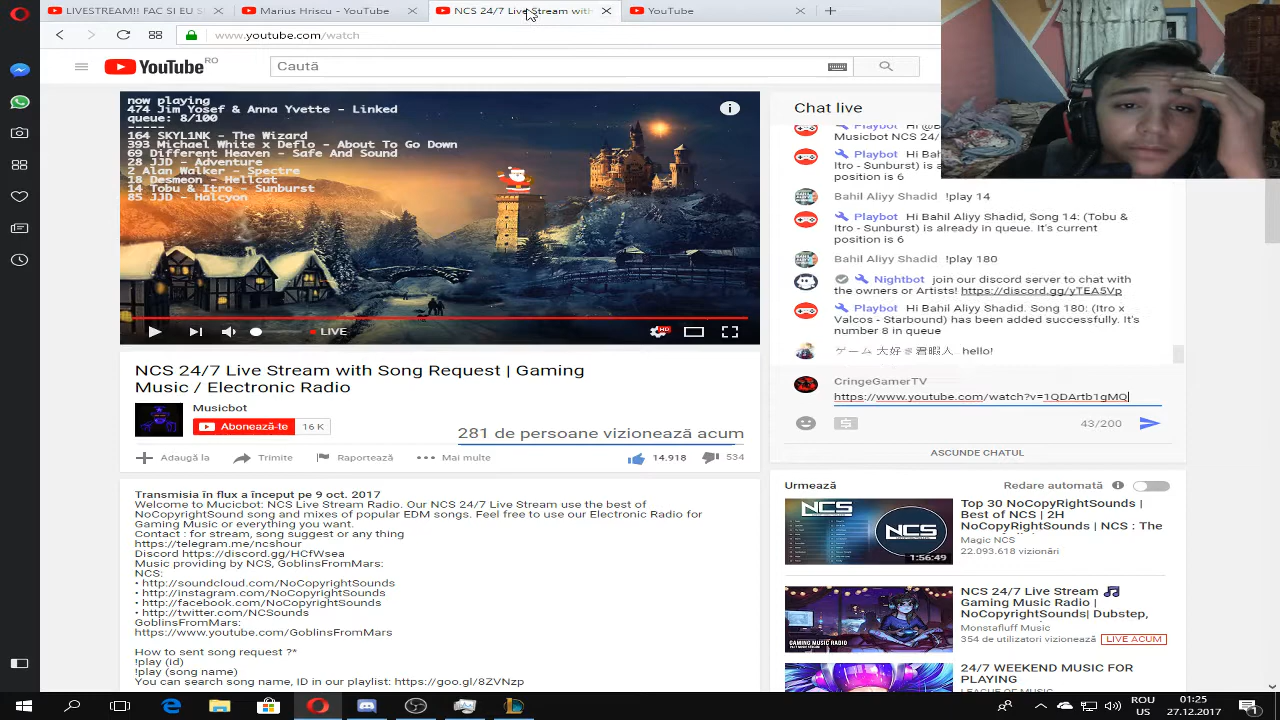 LIVESTREAM!! FAC SI EU S
Marius Hriscu - YouTube
NCS 24/7 Live Stream with
YouTube
www.youtube.com/watch
YouTube RO
Caută
now playing
474 Jim Yosef & Anna Yvette - Linked
queue: 8/100
-----
164 SKYL1NK - The Wizard
393 Michael White x Deflo - About To Go Down
69 Different Heaven - Safe And Sound
28 JJD - Adventure
2 Alan Walker - Spectre
18 Desmeon - Hellcat
14 Tobu & Itro - Sunburst
85 JJD - Halcyon
LIVE
HD
NCS 24/7 Live Stream with Song Request | Gaming
Music / Electronic Radio
Musicbot
Abonează-te 16 K
281 de persoane vizionează acum
Adaugă la Trimite Raportează Mai multe 14.918 534
Transmisia în flux a început pe 9 oct. 2017
Welcome to Mucicbot: NCS Live Stream Radio. Our NCS 24/7 Live Stream use the best of
NoCopyrightSound song and mixes of popular EDM songs. Feel free to use our Electronic Radio for
Gaming Music or everything you want.
Contact : for stream, song suggest or anything
https://telegram.me/ncshour
Discord https://discord.gg/HCfVsea
Music providing by NCS, GoblinsFromMars.
NCS:
• http://soundcloud.com/NoCopyrightSounds
• http://instagram.com/NoCopyrightSounds
• http://facebook.com/NoCopyrightSounds
• http://twitter.com/NCSounds
GoblinsFromMars:
https://www.youtube.com/GoblinsFromMars
How to sent song request ?*
!play (id)
!play (song name)
You can search song name, ID in our playlist: https://goo.gl/8ZVNzp
Chat live
Playbot Hi @B
Musicbot NCS 24/
Playbot Hi Bah
Itro - Sunburst) is a
position is 6
Bahil Aliyy Shadid !play 14
Playbot Hi Bahil Aliyy Shadid, Song 14: (Tobu &
Itro - Sunburst) is already in queue. It's current
position is 6
Bahil Aliyy Shadid !play 180
Nightbot join our discord server to chat with
the owners or Artists! https://discord.gg/yTEA5Vp
Playbot Hi Bahil Aliyy Shadid. Song 180: (Itro x
Valcos - Starbound) has been added successfully. It's
number 8 in queue
ゲーム 大好き君暇人 hello!
CringeGamerTV
https://www.youtube.com/watch?v=1QDArtb1gMQ
43/200
ASCUNDE CHATUL
Urmează
Redare automată
Top 30 NoCopyRightSounds |
Best of NCS | 2H
NoCopyRightSounds | NCS : The
Magic NCS
22.093.618 vizionări
NCS
1:56:49
NCS 24/7 Live Stream 🎵
Gaming Music Radio |
NoCopyrightSounds| Dubstep,
Monstafluff Music
354 de utilizatori vizionează LIVE ACUM
GAMING MUSIC RADIO
24/7 WEEKEND MUSIC FOR
PLAYING
LEAGUE OF MUSIC
ROU
US
01:25
27.12.2017
1